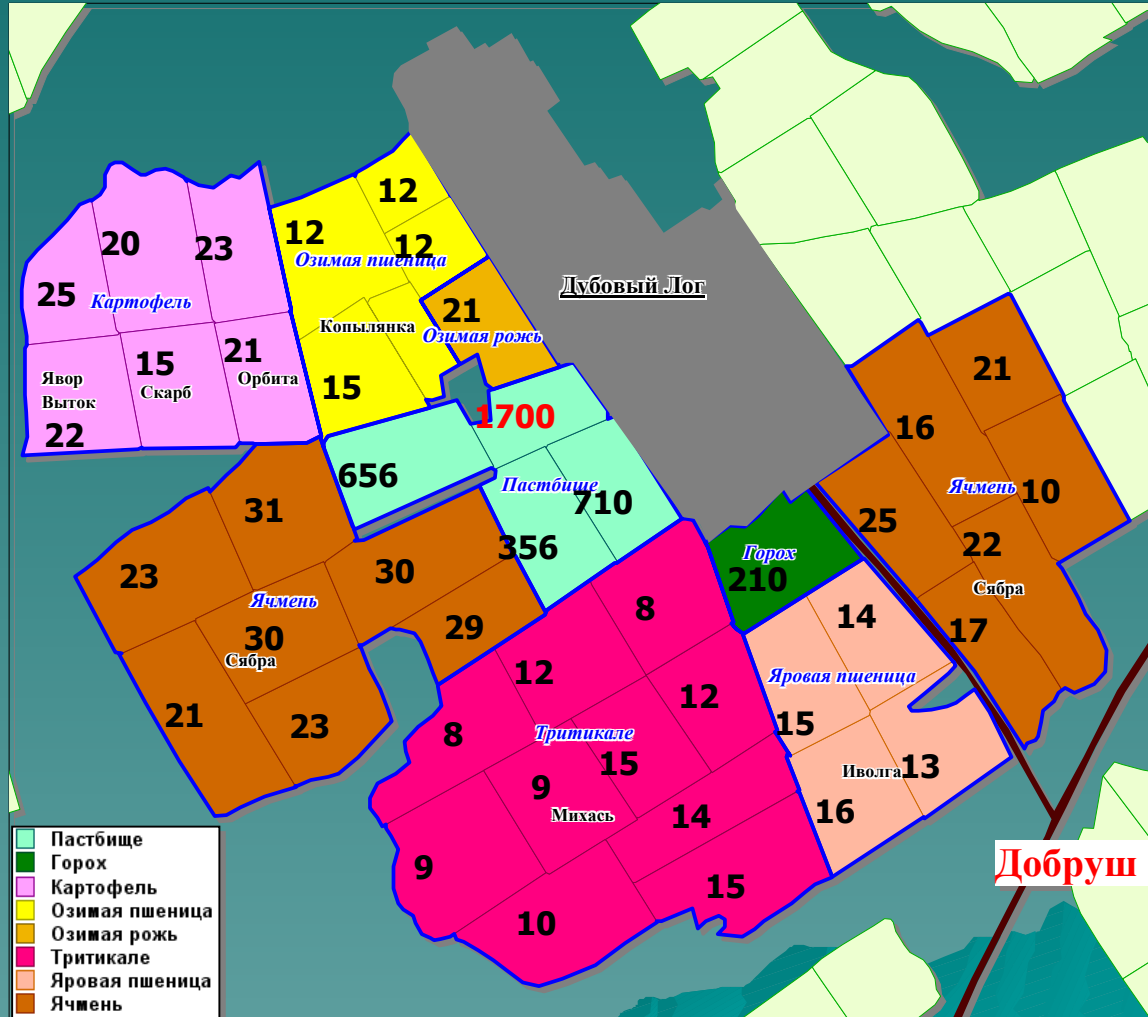 12
20
23
12
12
Озимая пшеница
25
Картофель
Дубовый Лог
21
Озимая рожь
Копылянка
15
Скарб
21
Орбита
Явор
Выток
22
15
1700
656
Пастбище
710
356
21
16
Ячмень
10
25
22
Сябра
17
31
23
30
Ячмень
30
Сябра
29
21
23
Горох
210
8
12
12
8
Тритикале
15
9
Михась
14
9
15
10
14
Яровая пшеница
15
Иволга
13
16
Добруш
Пастбище
Горох
Картофель
Озимая пшеница
Озимая рожь
Тритикале
Яровая пшеница
Ячмень